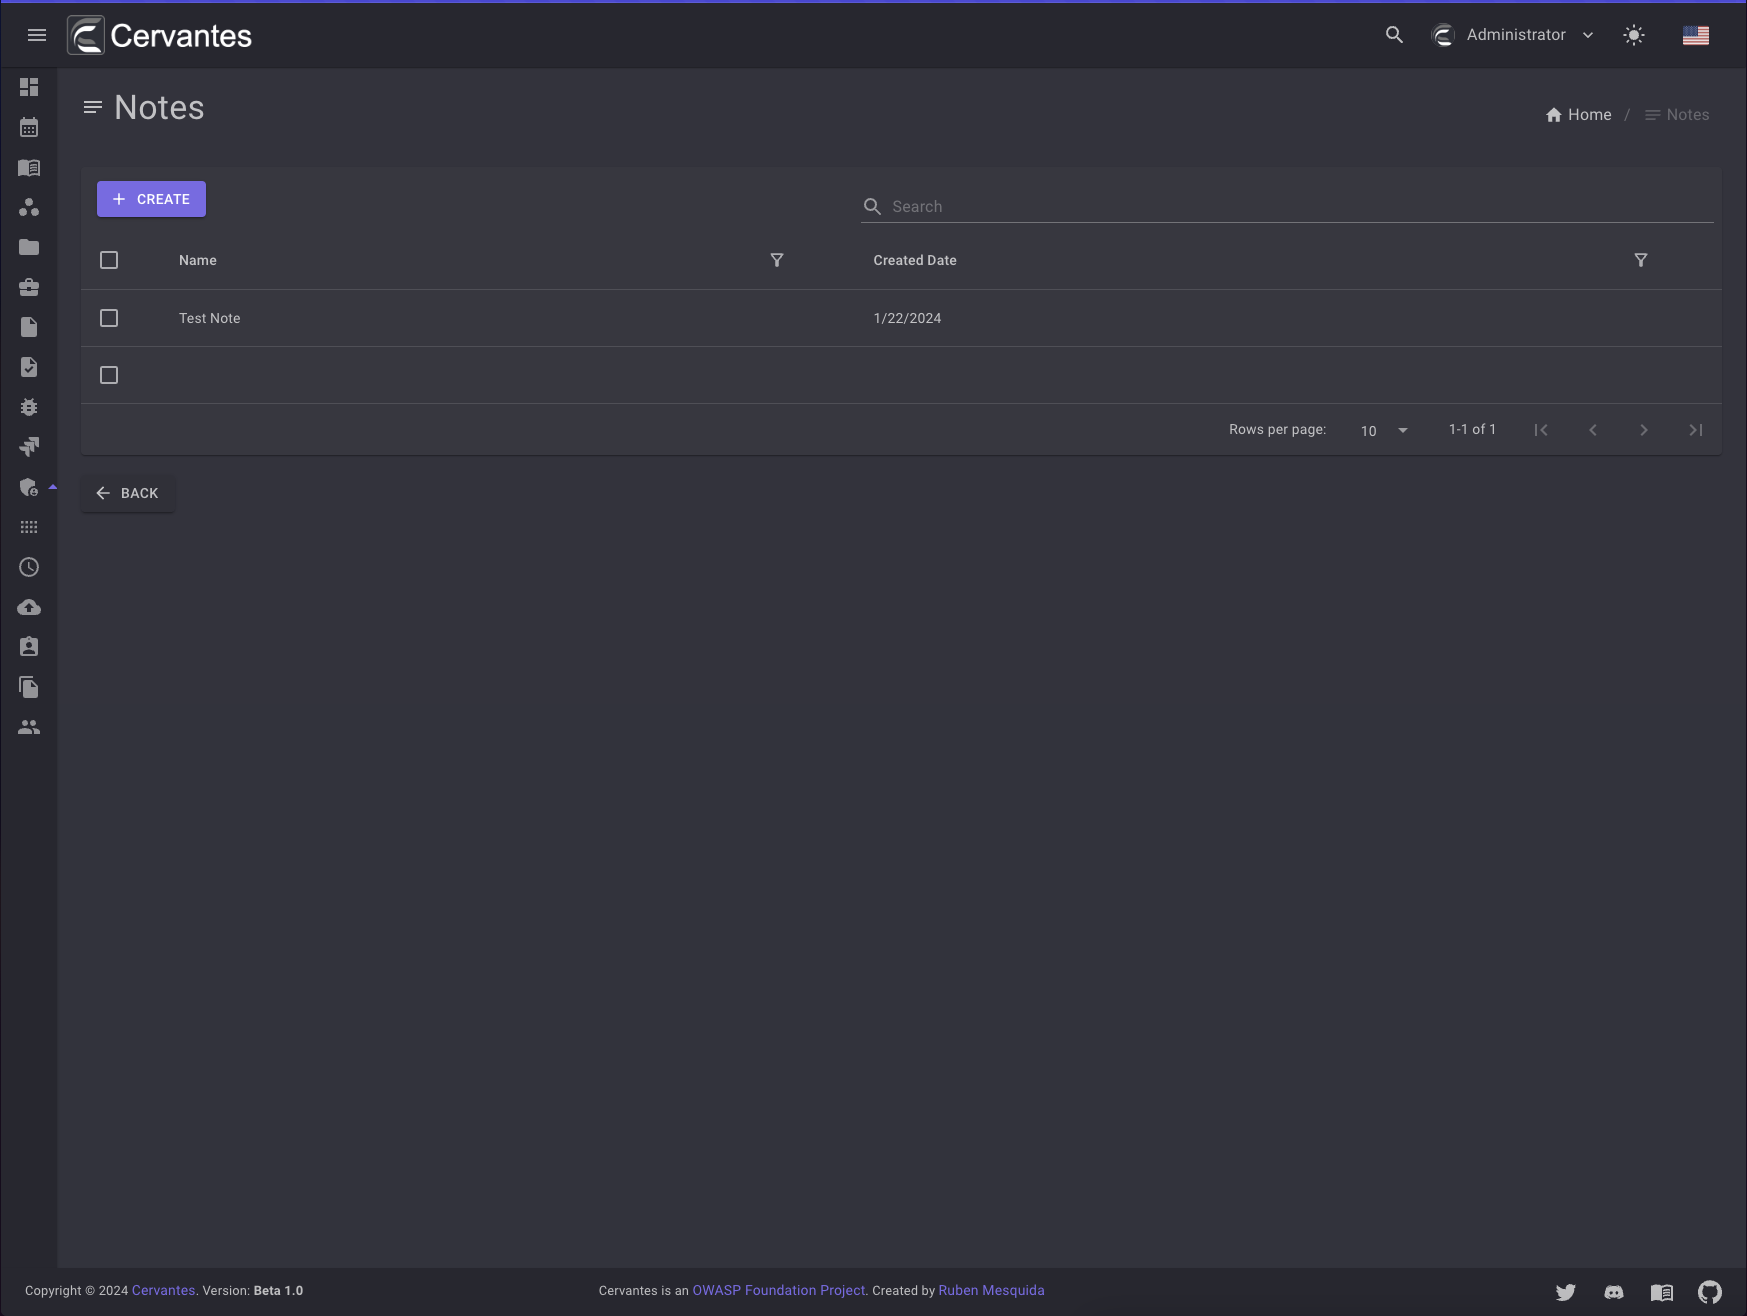 Cervantes
Administrator
Notes
Home / Notes
CREATE
Search
Name
Created Date
Test Note
1/22/2024
Rows per page: 10 1-1 of 1
BACK
Copyright © 2024 Cervantes. Version: Beta 1.0
Cervantes is an OWASP Foundation Project. Created by Ruben Mesquida